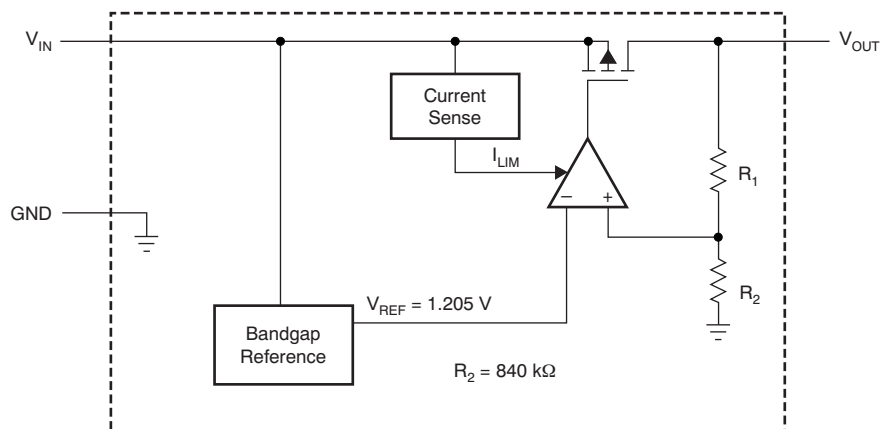 V_IN
V_OUT
Current
Sense
I_LIM
R_1
− +
GND
R_2
V_REF = 1.205 V
Bandgap
Reference
R_2 = 840 kΩ